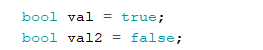 bool val = true;
bool val2 = false;